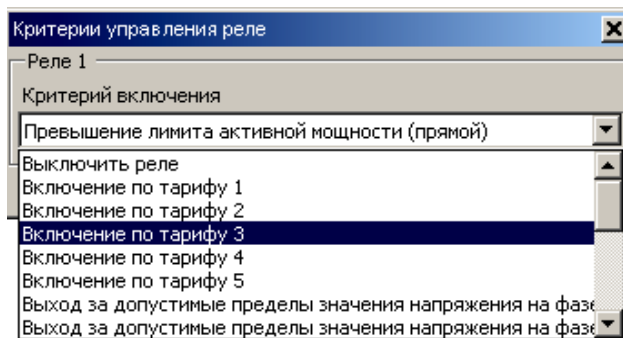 Критерии управления реле
Реле 1
Критерий включения
Превышение лимита активной мощности (прямой)
Выключить реле
Включение по тарифу 1
Включение по тарифу 2
Включение по тарифу 3
Включение по тарифу 4
Включение по тарифу 5
Выход за допустимые пределы значения напряжения на фазе
Выход за допустимые пределы значения напряжения на фазе